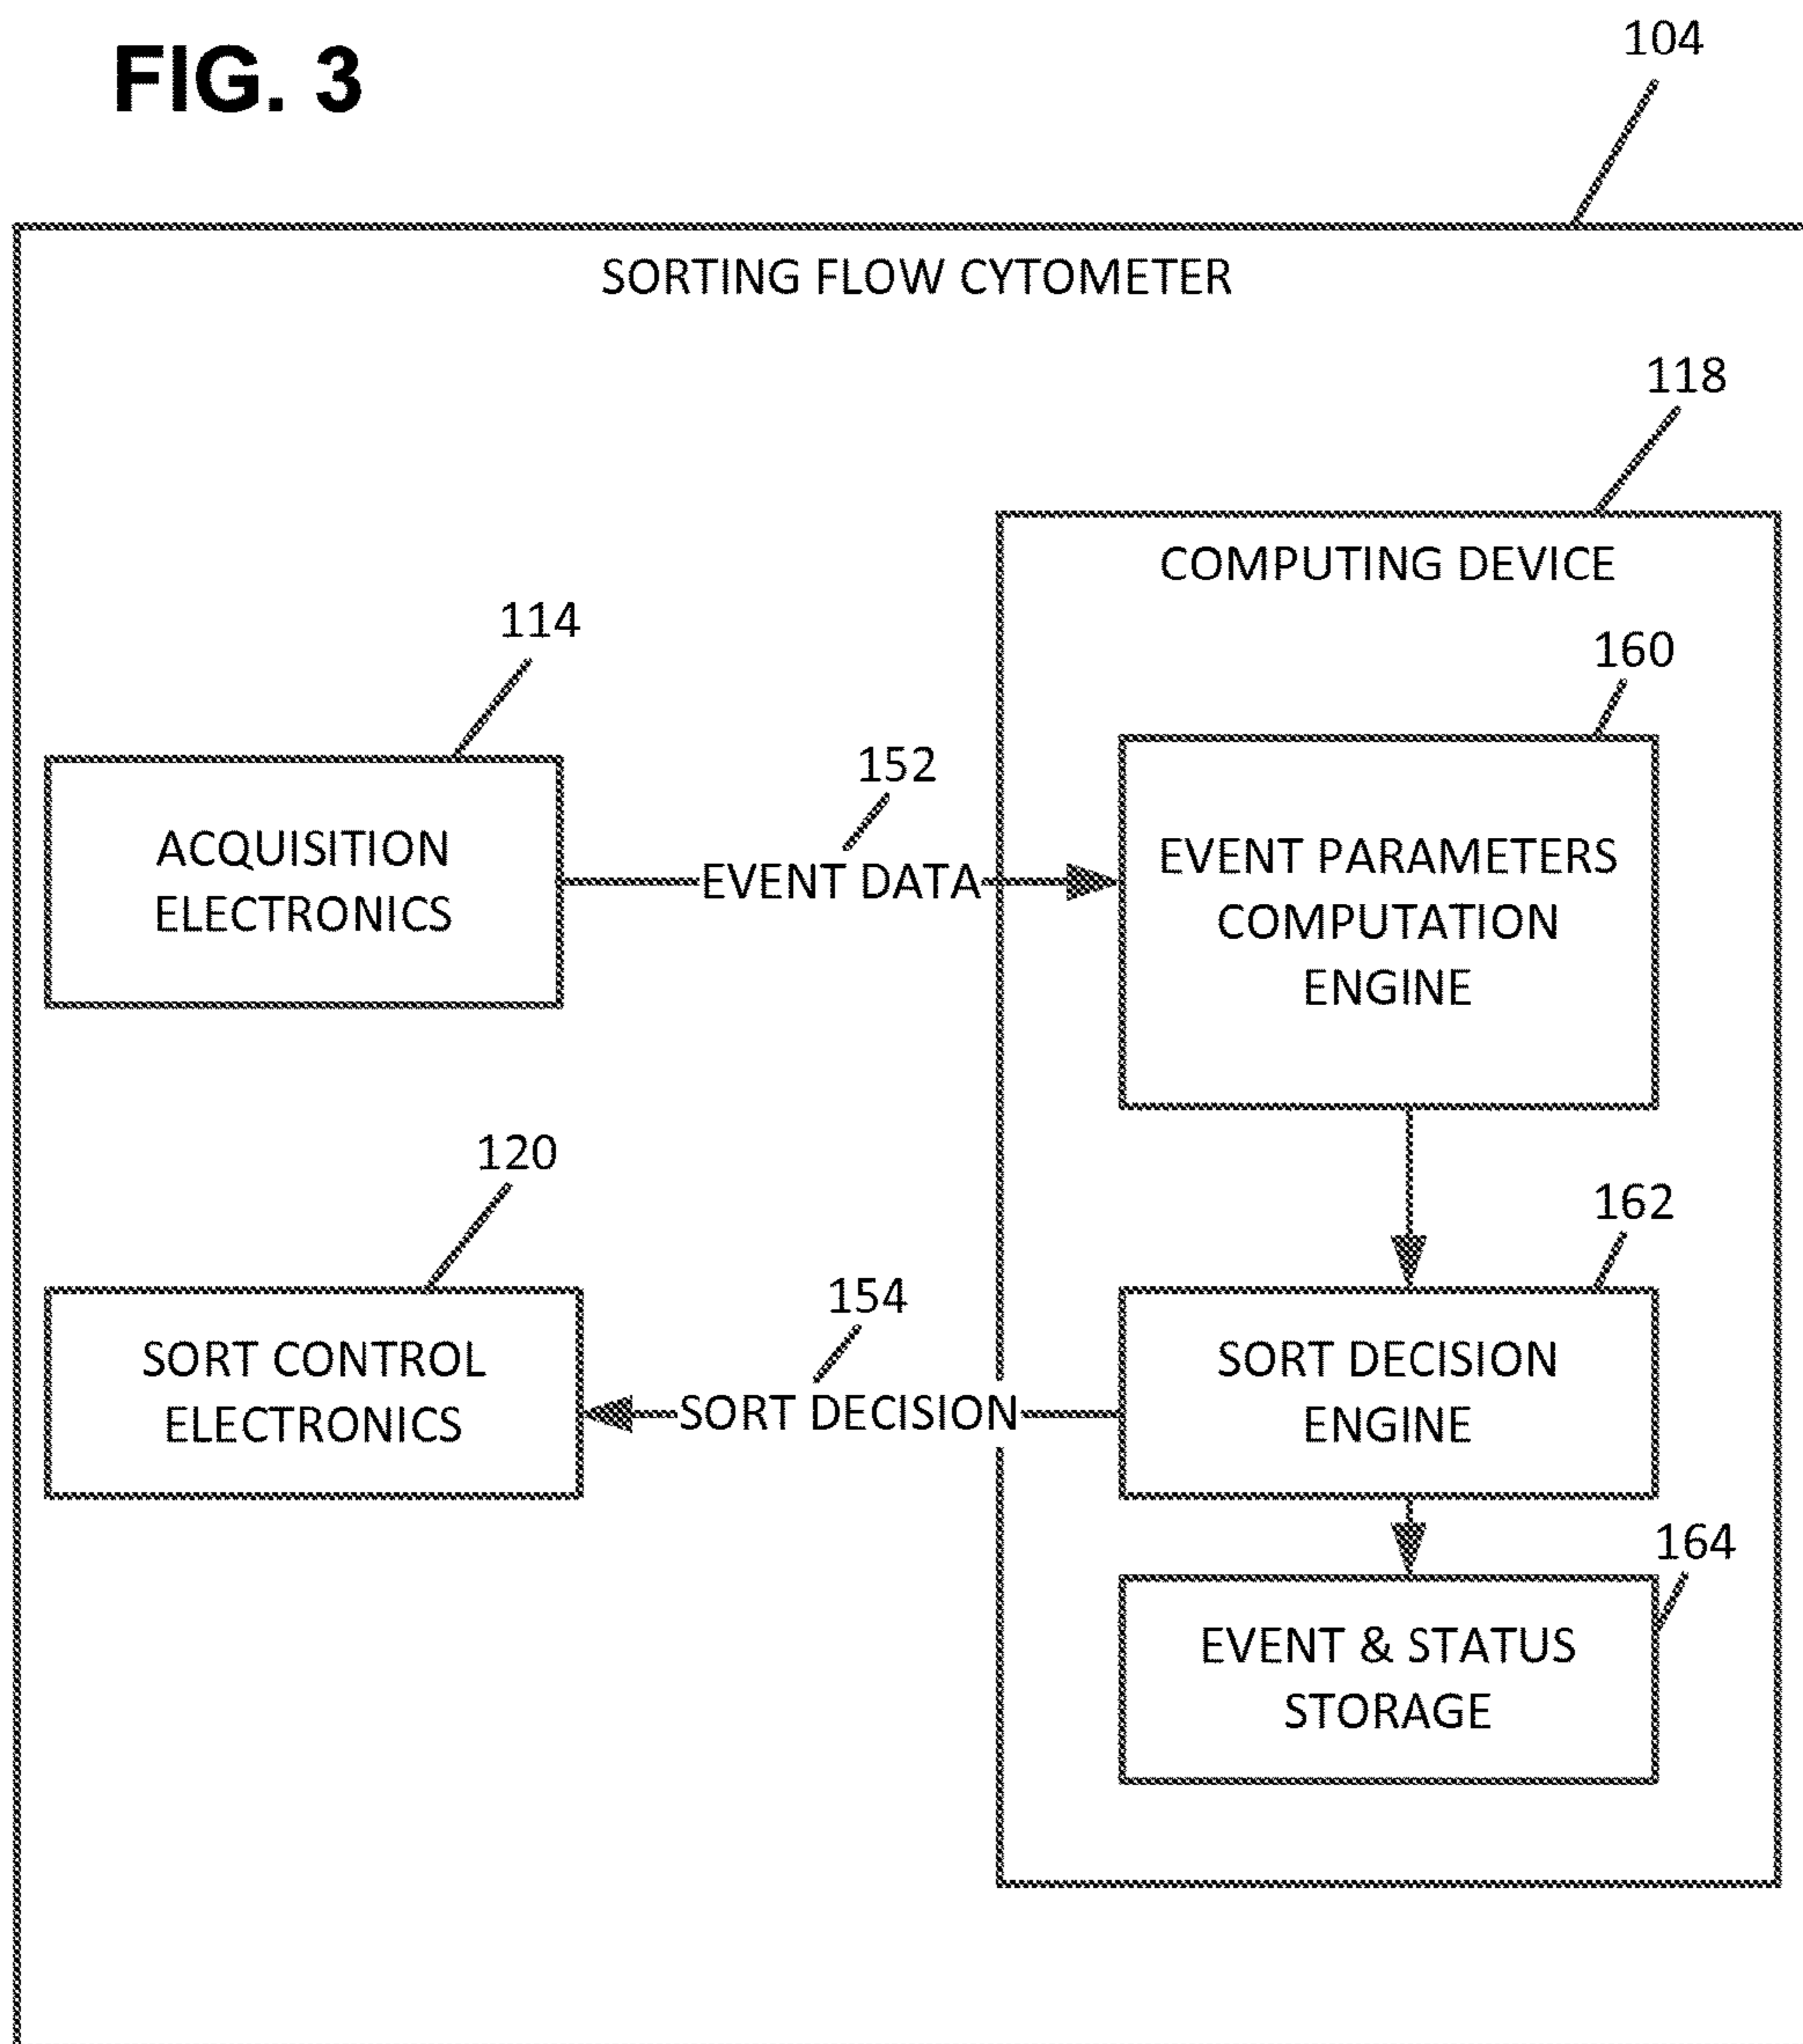 FIG. 3
104
SORTING FLOW CYTOMETER
118
COMPUTING DEVICE
114
160
152
ACQUISITION
ELECTRONICS
EVENT DATA
EVENT PARAMETERS
COMPUTATION
ENGINE
120
162
154
SORT CONTROL
ELECTRONICS
SORT DECISION
SORT DECISION
ENGINE
164
EVENT & STATUS
STORAGE